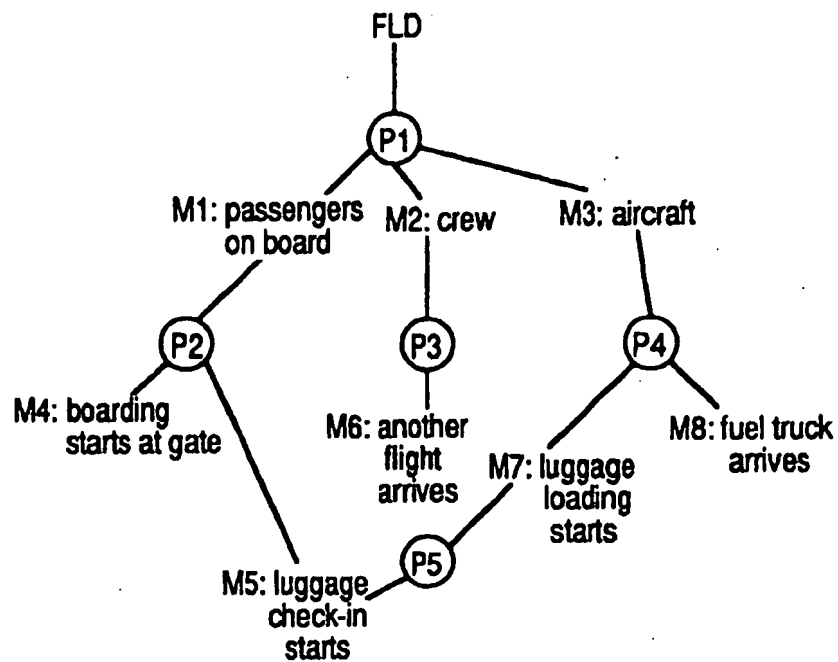 FLD
P1
M1: passengers
on board
M2: crew
M3: aircraft
P2
P3
P4
M4: boarding
starts at gate
M6: another
flight
arrives
M7: luggage
loading
starts
M8: fuel truck
arrives
P5
M5: luggage
check-in
starts